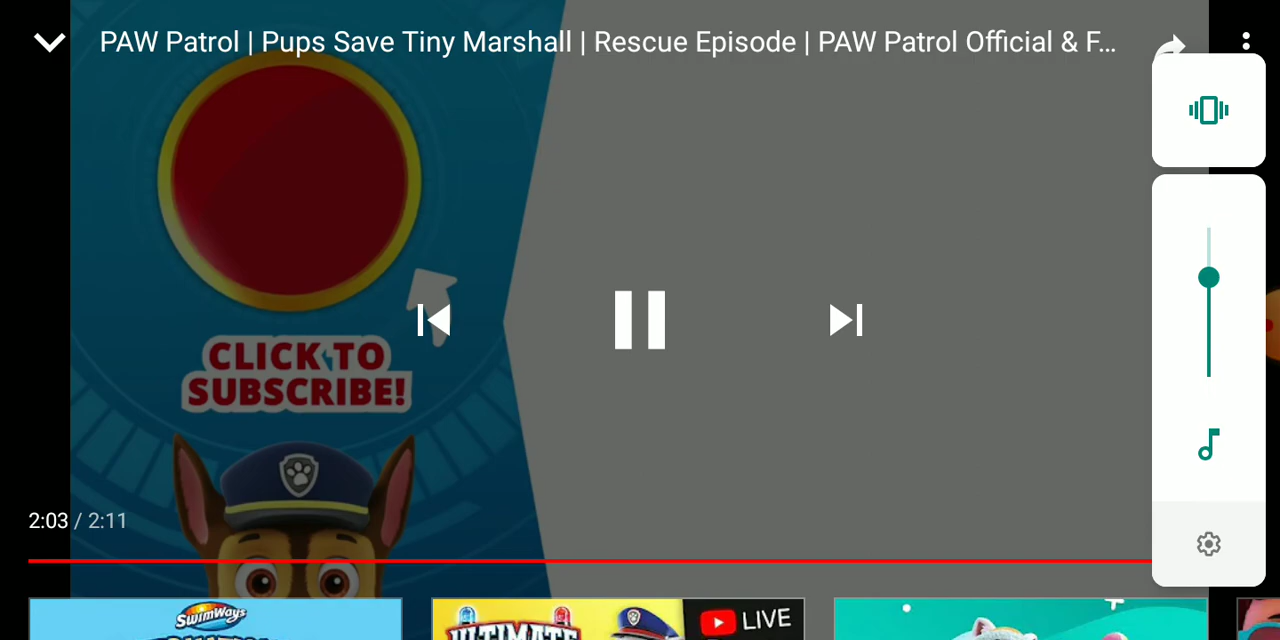 PAW Patrol | Pups Save Tiny Marshall | Rescue Episode | PAW Patrol Official & F...
CLICK TO
SUBSCRIBE!
2:03 / 2:11
SwimWays
ULTIMATE
LIVE